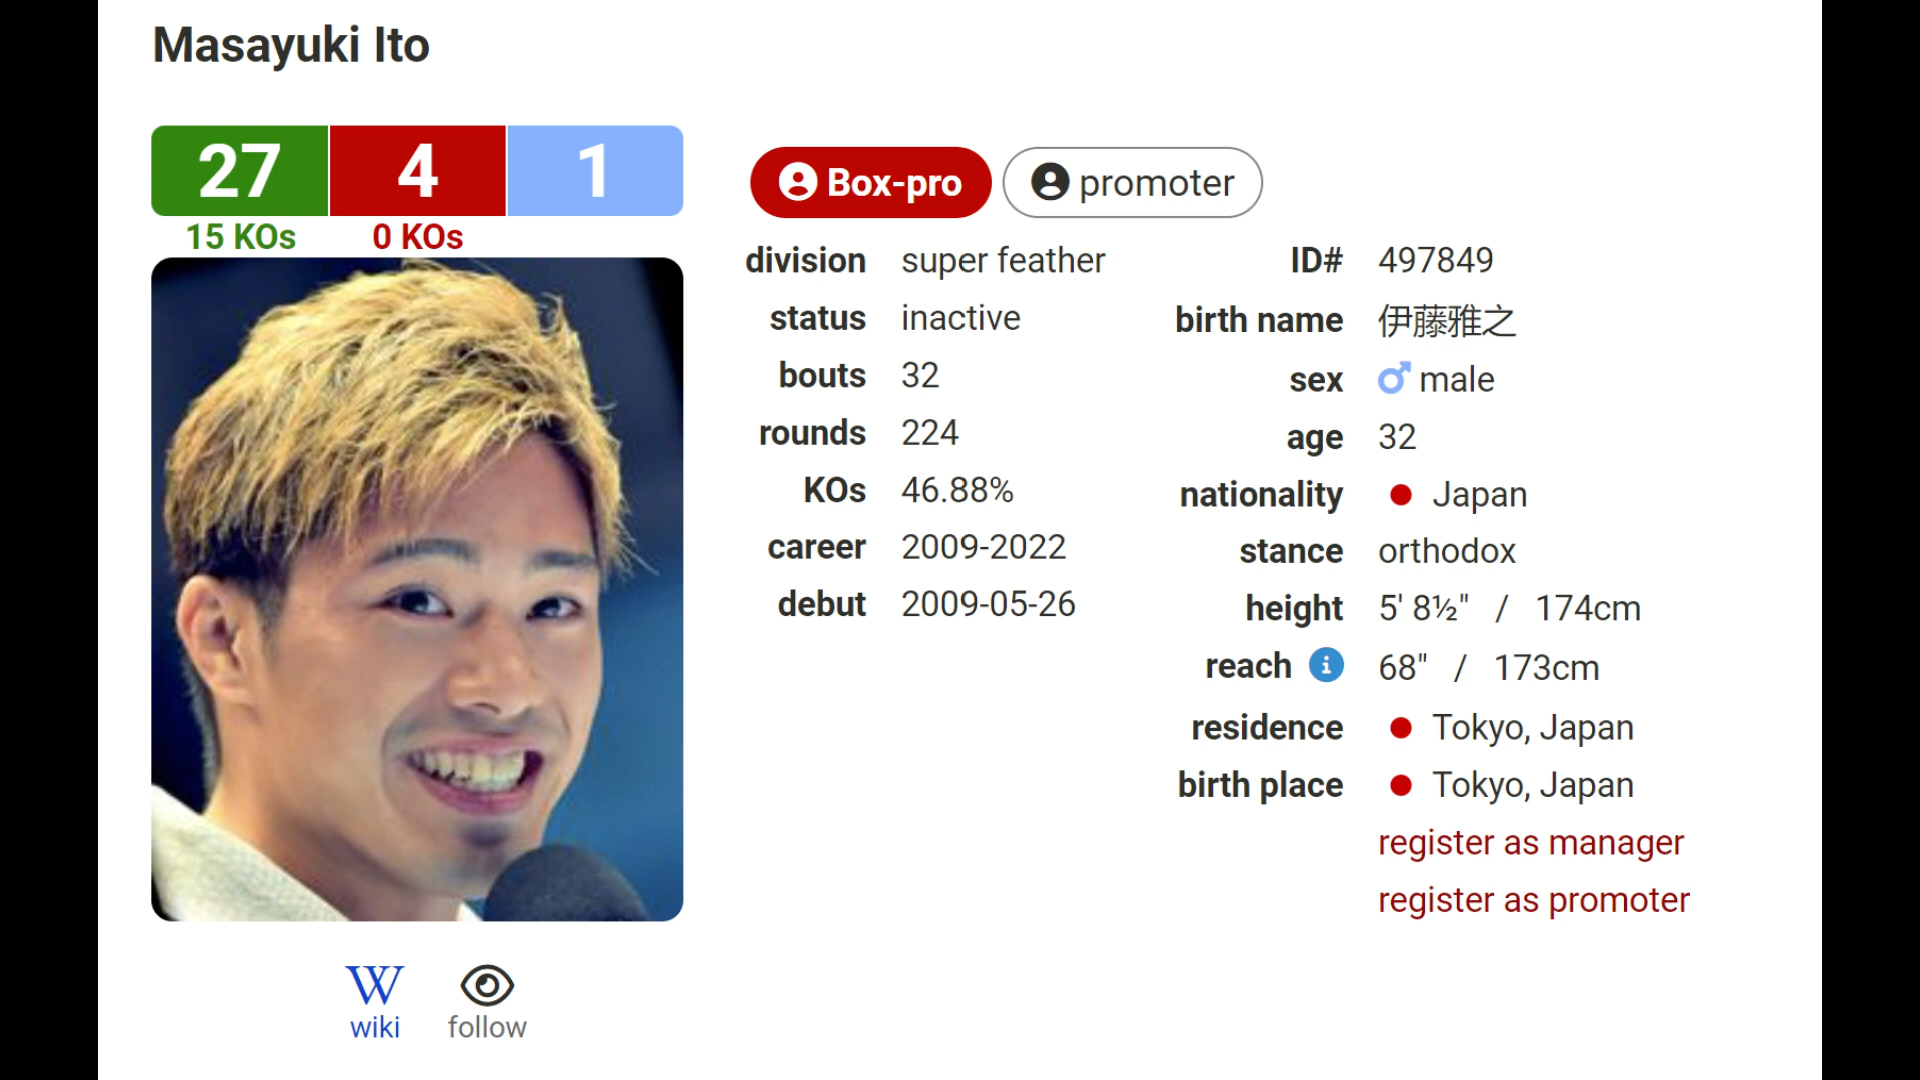 Masayuki Ito
27 4 1
15 KOs 0 KOs
Box-pro promoter
division super feather
status inactive
bouts 32
rounds 224
KOs 46.88%
career 2009-2022
debut 2009-05-26
ID# 497849
birth name 伊藤雅之
sex ♂ male
age 32
nationality Japan
stance orthodox
height 5' 8½" / 174cm
reach i 68" / 173cm
residence Tokyo, Japan
birth place Tokyo, Japan
register as manager
register as promoter
W
wiki follow